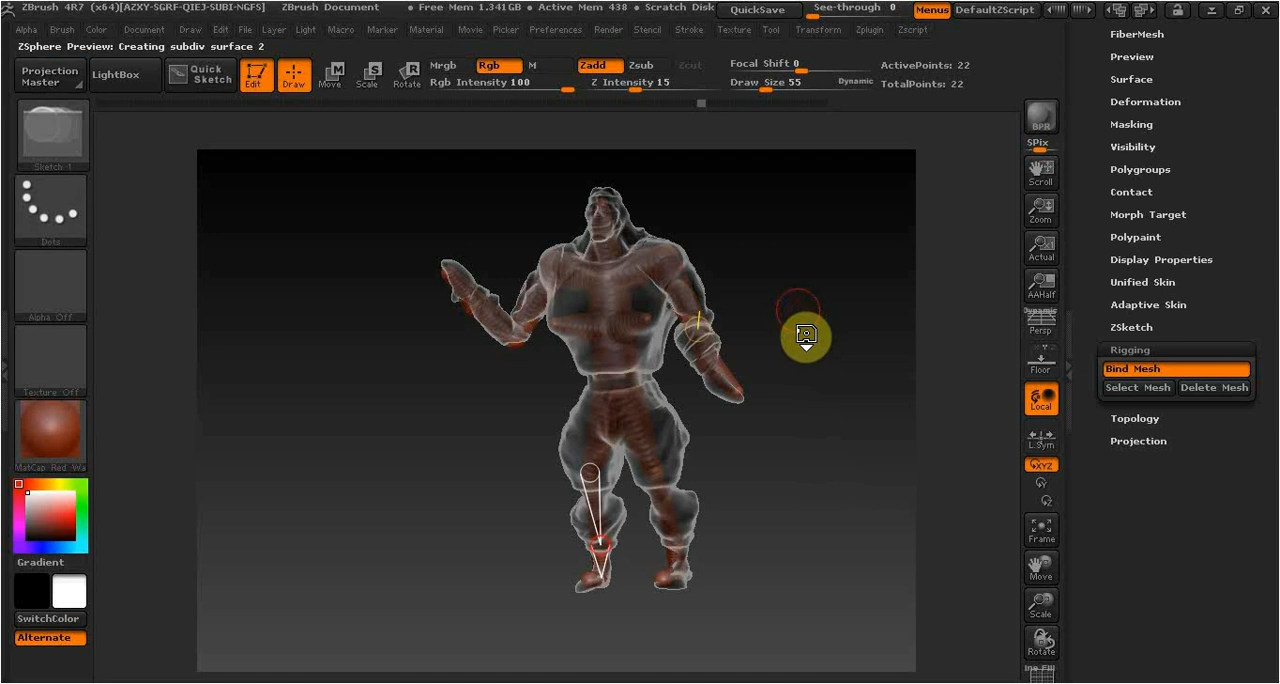 ZBrush 4R7 (x64)[AZXY-SGRF-QIEJ-SUBI-NGFS] ZBrush Document • Free Mem 1.341GB • Active Mem 438 • Scratch Disk QuickSave See-through 0 Menus DefaultZScript
Alpha Brush Color Document Draw Edit File Layer Light Macro Marker Material Movie Picker Preferences Render Stencil Stroke Texture Tool Transform Zplugin Zscript
ZSphere Preview: Creating subdiv surface 2
Projection Master
LightBox
Quick Sketch
Edit
Draw
Move
Scale
Rotate
Mrgb Rgb M
Rgb Intensity 100
Zadd Zsub Zcut
Z Intensity 15
Focal Shift 0
Draw Size 55 Dynamic
ActivePoints: 22
TotalPoints: 22
Sketch 1
Dots
Alpha Off
Texture Off
MatCap Red Wa
Gradient
SwitchColor
Alternate
BPR
SPix
Scroll
Zoom
Actual
AAHalf
Dynamic
Persp
Floor
Local
L.Sym
XYZ
Y
Z
Frame
Move
Scale
Rotate
Line Fill
FiberMesh
Preview
Surface
Deformation
Masking
Visibility
Polygroups
Contact
Morph Target
Polypaint
Display Properties
Unified Skin
Adaptive Skin
ZSketch
Rigging
Bind Mesh
Select Mesh Delete Mesh
Topology
Projection